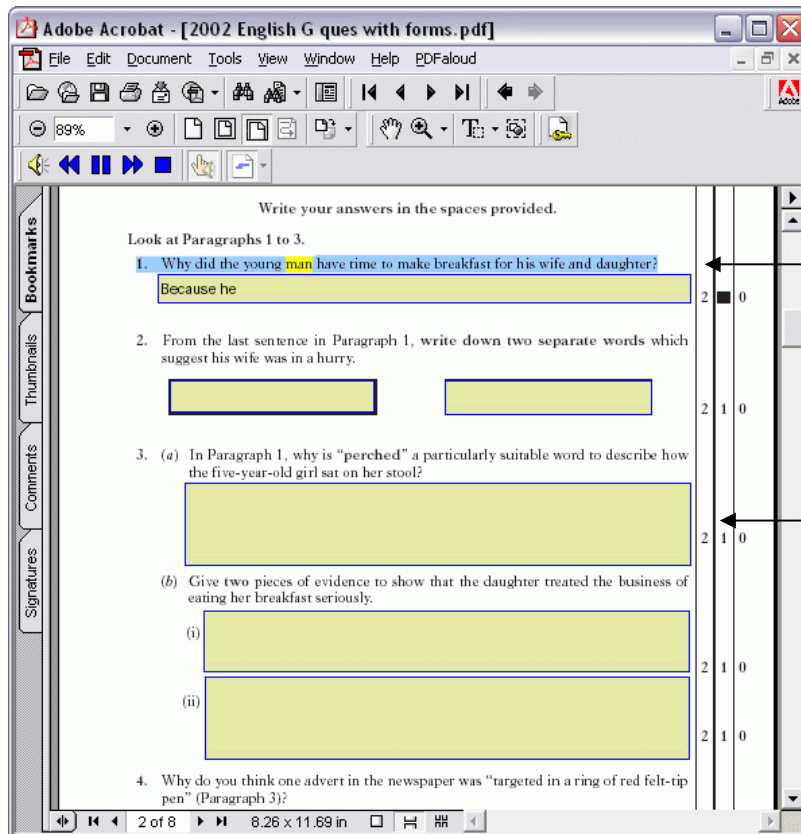 Adobe Acrobat - [2002 English G ques with forms.pdf]
File Edit Document Tools View Window Help PDFaloud
Adobe
89%
Bookmarks
Thumbnails
Comments
Signatures
Write your answers in the spaces provided.
Look at Paragraphs 1 to 3.
1. Why did the young man have time to make breakfast for his wife and daughter?
Because he
2 ■ 0
2. From the last sentence in Paragraph 1, write down two separate words which
suggest his wife was in a hurry.
2 1 0
3. (a) In Paragraph 1, why is “perched” a particularly suitable word to describe how
the five-year-old girl sat on her stool?
2 1 0
(b) Give two pieces of evidence to show that the daughter treated the business of
eating her breakfast seriously.
(i)
2 1 0
(ii)
2 1 0
4. Why do you think one advert in the newspaper was “targeted in a ring of red felt-tip
pen” (Paragraph 3)?
2 of 8 8.26 x 11.69 in